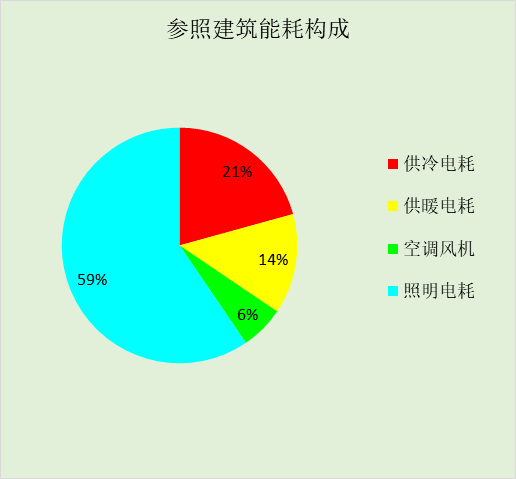 参照建筑能耗构成
21%
14%
6%
59%
供冷电耗
供暖电耗
空调风机
照明电耗